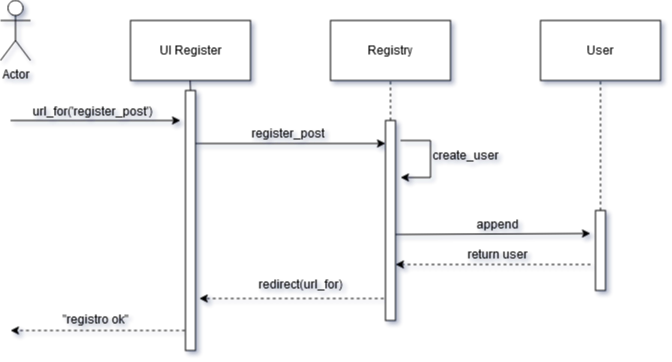 UI Register
Registry
User
Actor
url_for('register_post')
register_post
create_user
append
return user
redirect(url_for)
"registro ok"